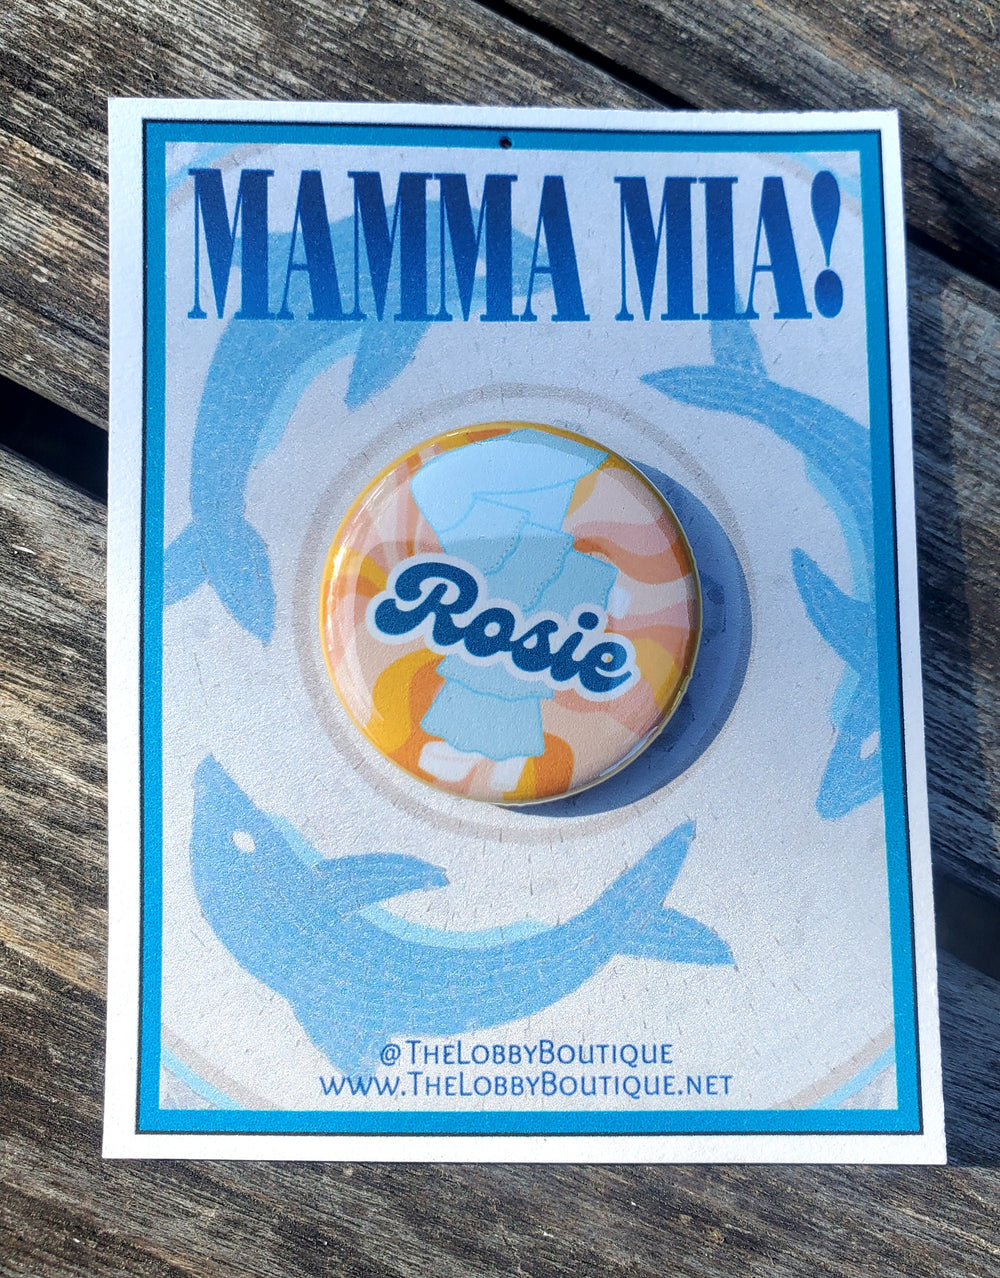 MAMMA MIA!
Rosie
@TheLobbyBoutique
www.TheLobbyBoutique.net